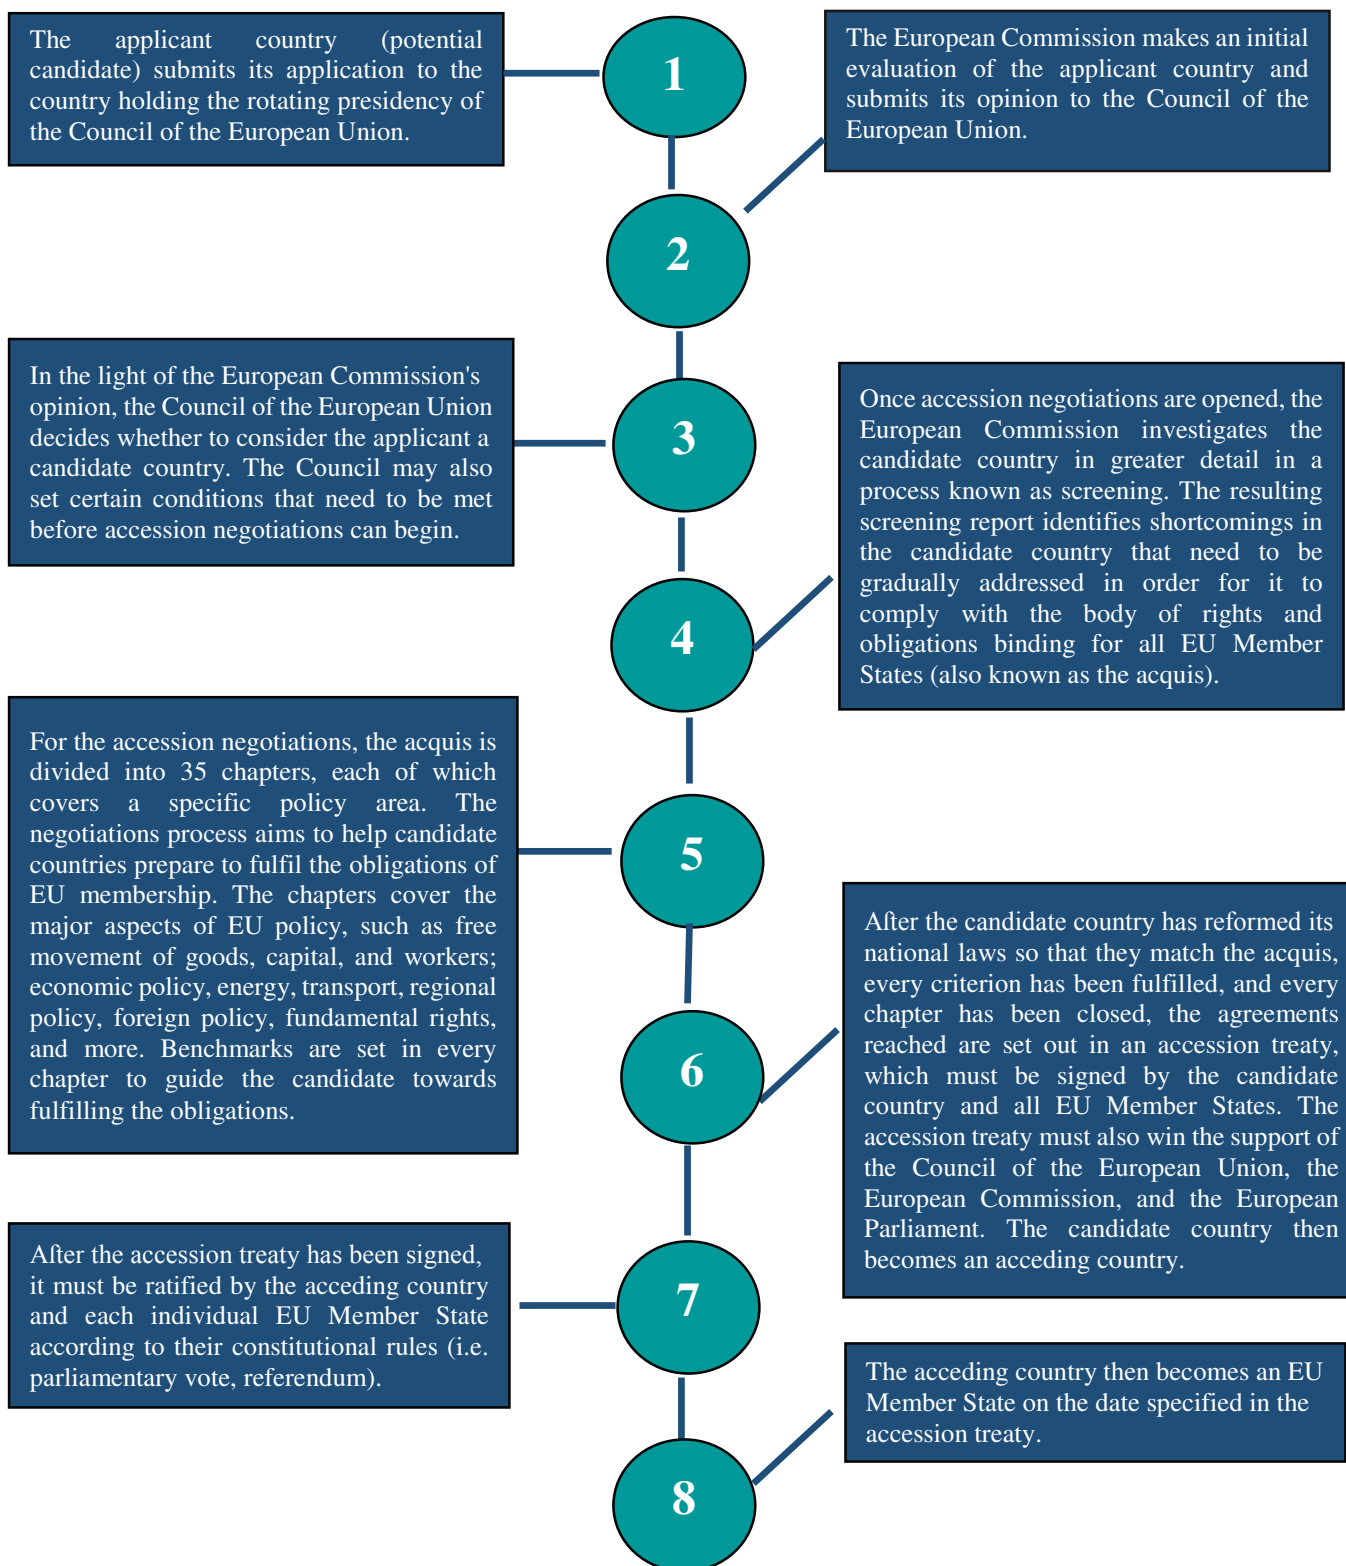 The applicant country (potential
candidate) submits its application to the
country holding the rotating presidency of
the Council of the European Union.
1
The European Commission makes an initial
evaluation of the applicant country and
submits its opinion to the Council of the
European Union.
2
In the light of the European Commission's
opinion, the Council of the European Union
decides whether to consider the applicant a
candidate country. The Council may also
set certain conditions that need to be met
before accession negotiations can begin.
3
Once accession negotiations are opened, the
European Commission investigates the
candidate country in greater detail in a
process known as screening. The resulting
screening report identifies shortcomings in
the candidate country that need to be
gradually addressed in order for it to
comply with the body of rights and
obligations binding for all EU Member
States (also known as the acquis).
4
For the accession negotiations, the acquis is
divided into 35 chapters, each of which
covers a specific policy area. The
negotiations process aims to help candidate
countries prepare to fulfil the obligations of
EU membership. The chapters cover the
major aspects of EU policy, such as free
movement of goods, capital, and workers;
economic policy, energy, transport, regional
policy, foreign policy, fundamental rights,
and more. Benchmarks are set in every
chapter to guide the candidate towards
fulfilling the obligations.
5
After the candidate country has reformed its
national laws so that they match the acquis,
every criterion has been fulfilled, and every
chapter has been closed, the agreements
reached are set out in an accession treaty,
which must be signed by the candidate
country and all EU Member States. The
accession treaty must also win the support of
the Council of the European Union, the
European Commission, and the European
Parliament. The candidate country then
becomes an acceding country.
6
After the accession treaty has been signed,
it must be ratified by the acceding country
and each individual EU Member State
according to their constitutional rules (i.e.
parliamentary vote, referendum).
7
The acceding country then becomes an EU
Member State on the date specified in the
accession treaty.
8